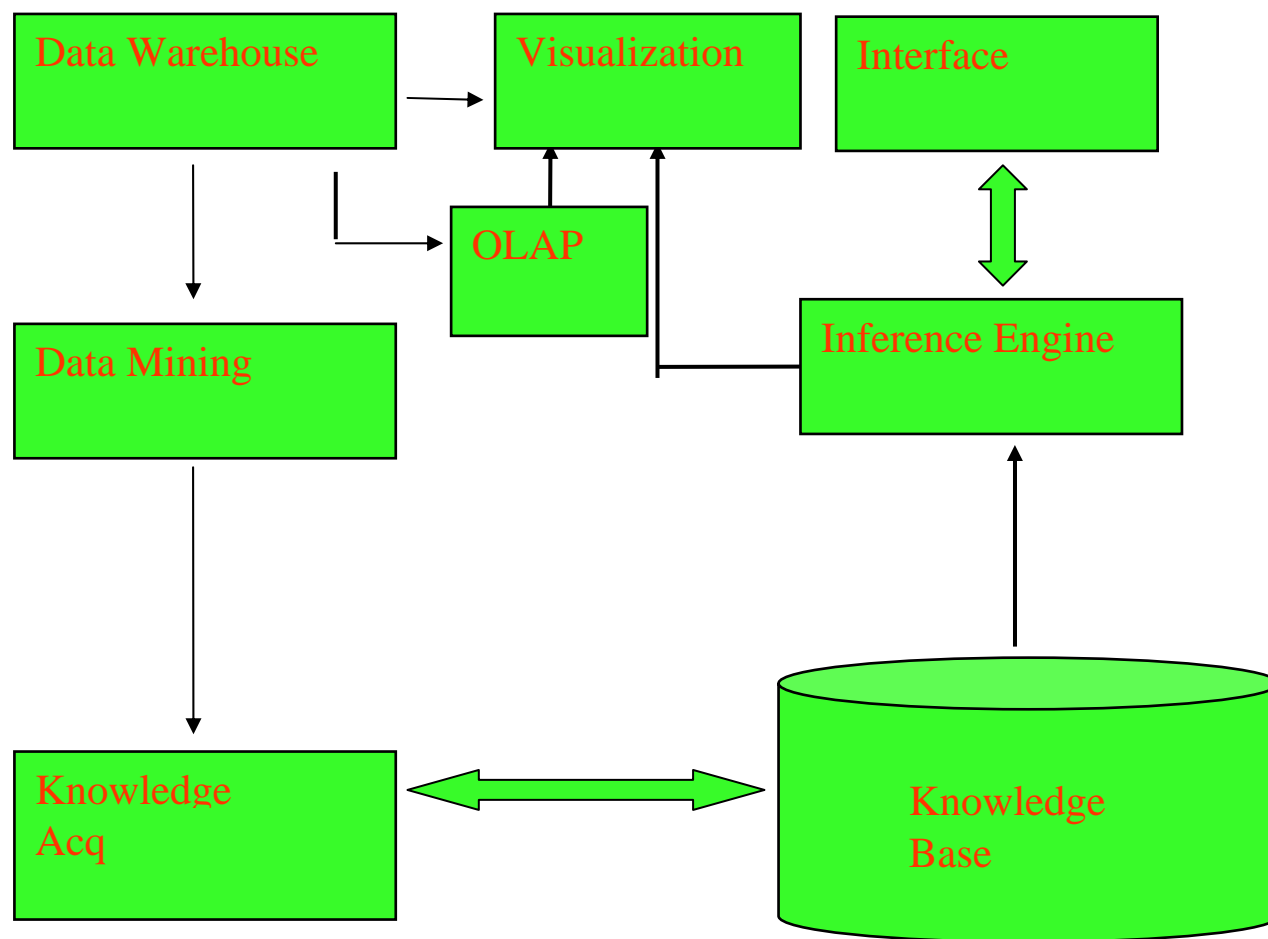 Data Warehouse
Visualization
Interface
OLAP
Data Mining
Inference Engine
Knowledge
Acq
Knowledge
Base